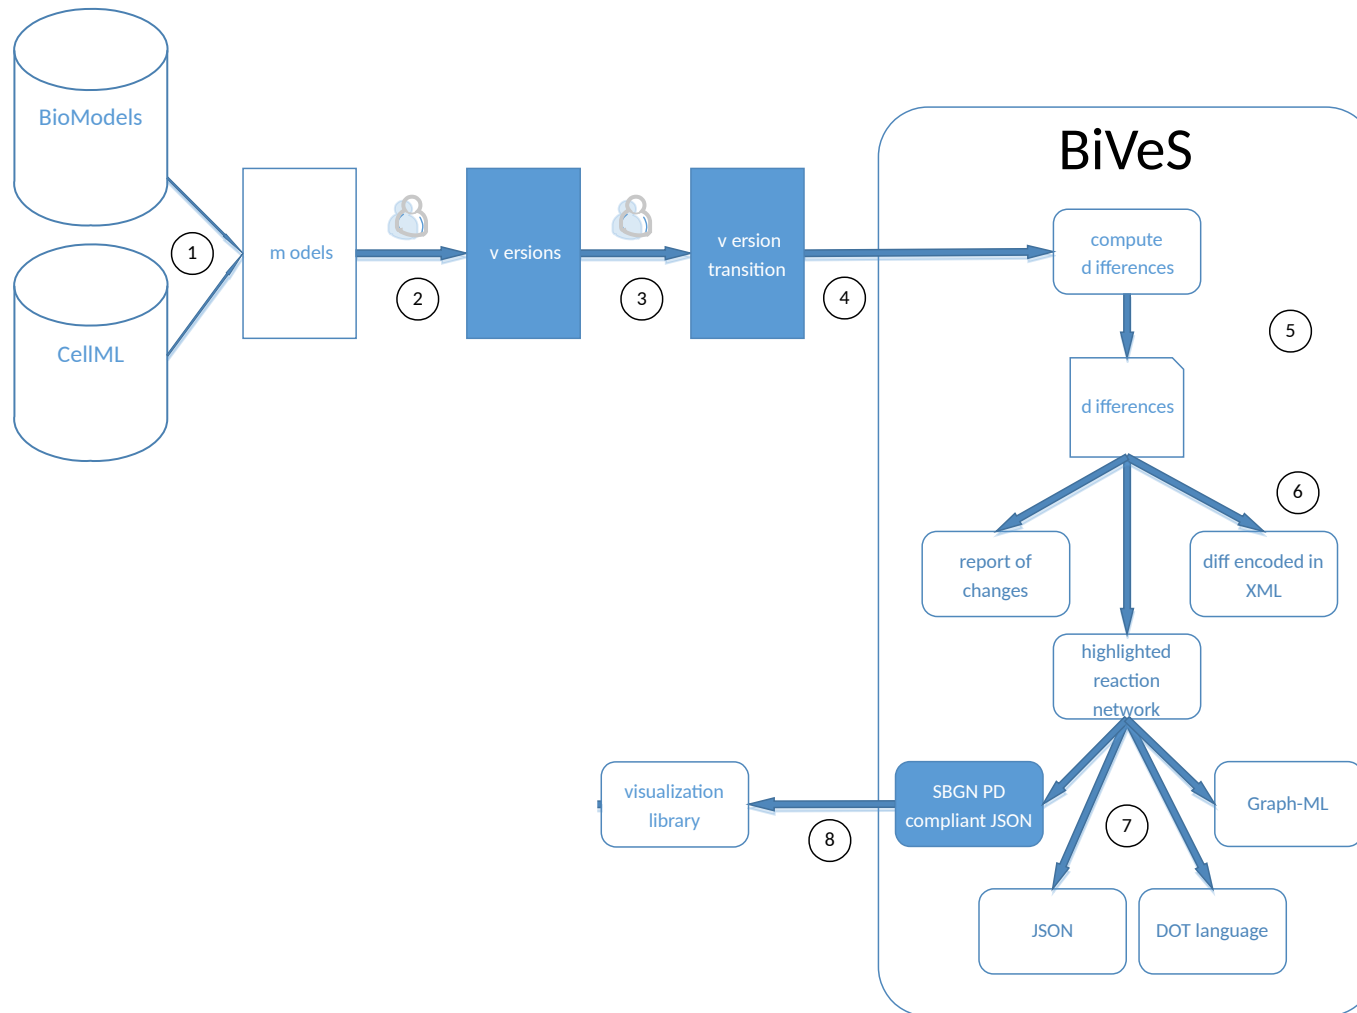 BioModels
CellML
1
m odels
2
v ersions
3
v ersion
transition
4
BiVeS
compute
d ifferences
5
d ifferences
6
report of
changes
diff encoded in
XML
highlighted
reaction
network
visualization
library
8
SBGN PD
compliant JSON
7
Graph-ML
JSON
DOT language